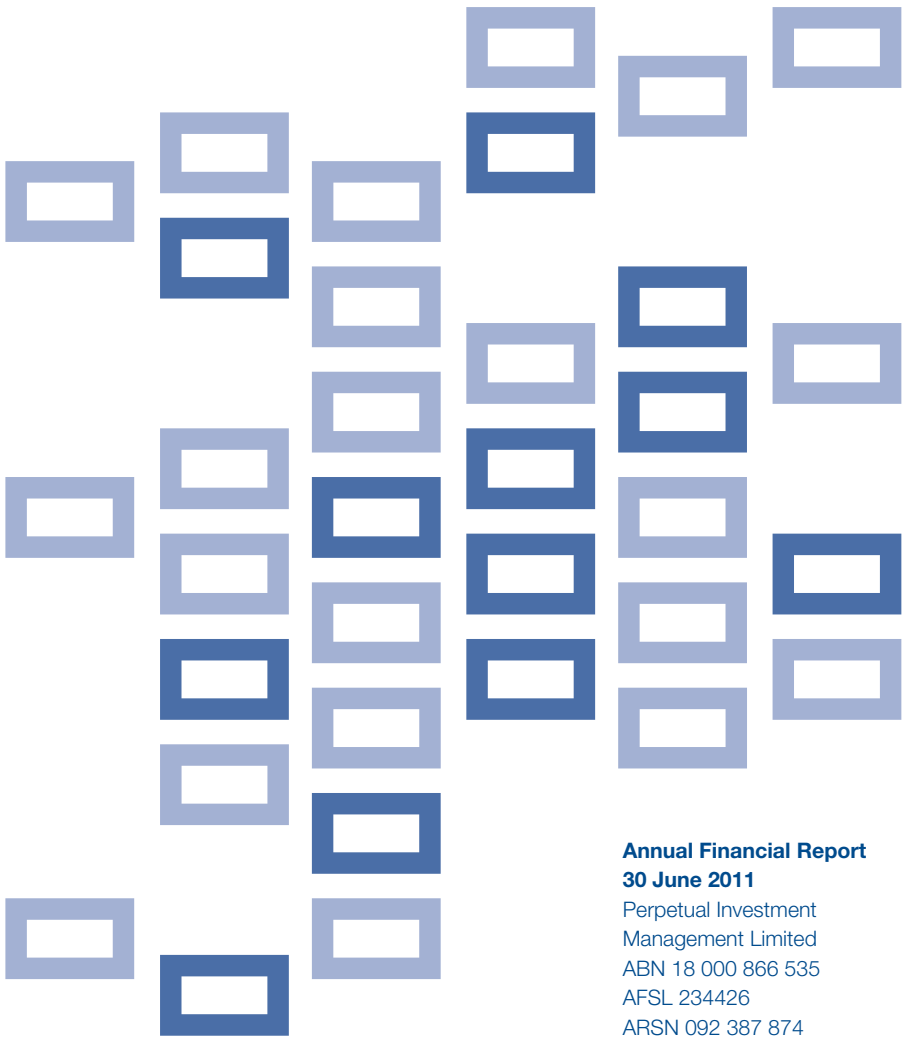 Annual Financial Report
30 June 2011
Perpetual Investment
Management Limited
ABN 18 000 866 535
AFSL 234426
ARSN 092 387 874